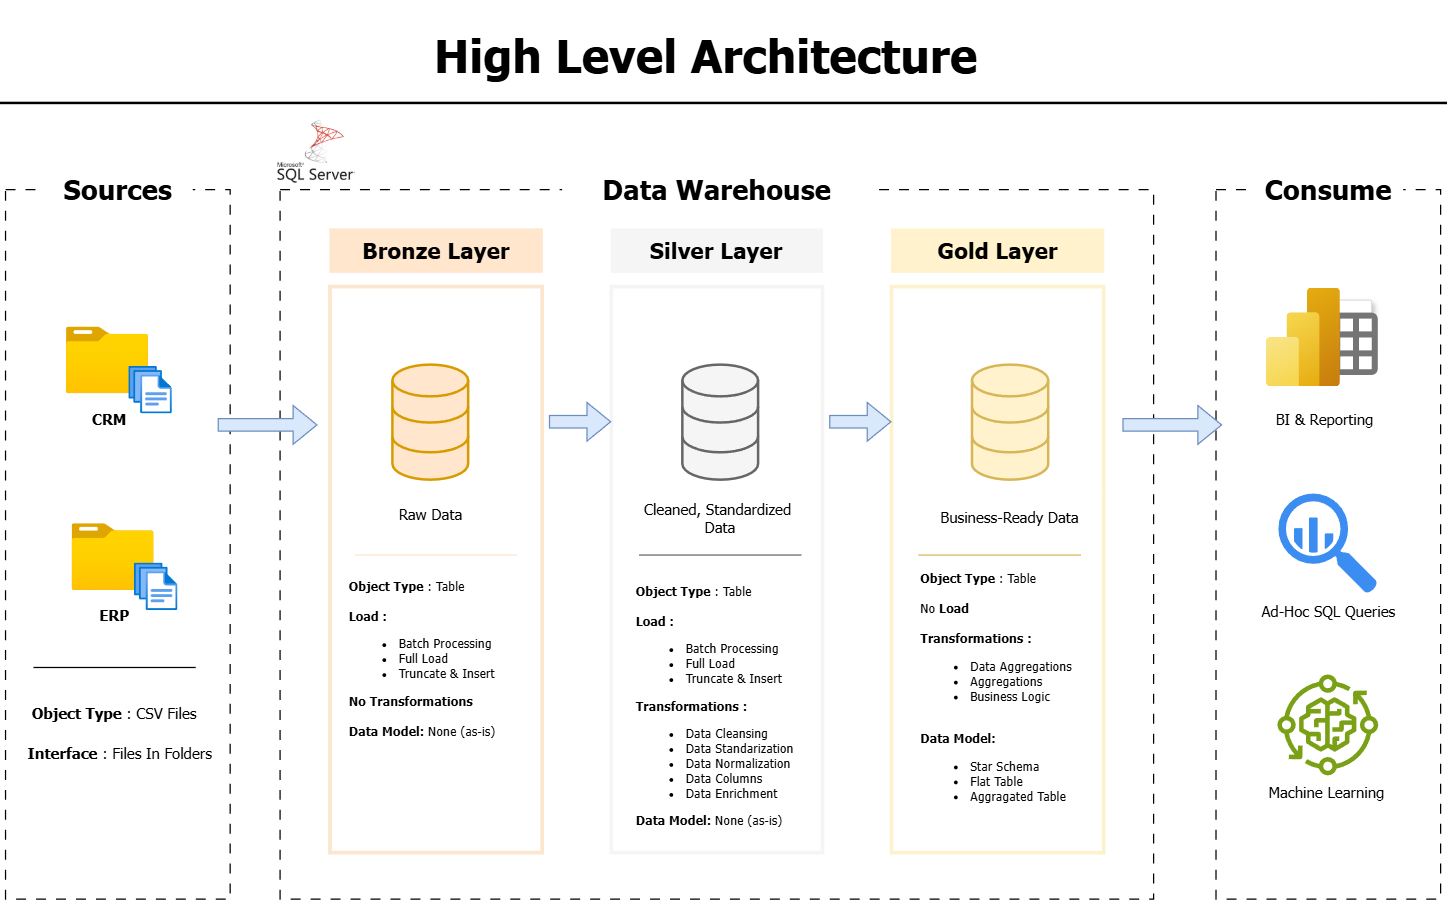 High Level Architecture
Microsoft®
SQL Server
Sources
CRM
ERP
Object Type : CSV Files
Interface : Files In Folders
Data Warehouse
Bronze Layer
Raw Data
Object Type : Table
Load :
• Batch Processing
• Full Load
• Truncate & Insert
No Transformations
Data Model: None (as-is)
Silver Layer
Cleaned, Standardized
Data
Object Type : Table
Load :
• Batch Processing
• Full Load
• Truncate & Insert
Transformations :
• Data Cleansing
• Data Standarization
• Data Normalization
• Data Columns
• Data Enrichment
Data Model: None (as-is)
Gold Layer
Business-Ready Data
Object Type : Table
No Load
Transformations :
• Data Aggregations
• Aggregations
• Business Logic
Data Model:
• Star Schema
• Flat Table
• Aggragated Table
Consume
BI & Reporting
Ad-Hoc SQL Queries
Machine Learning